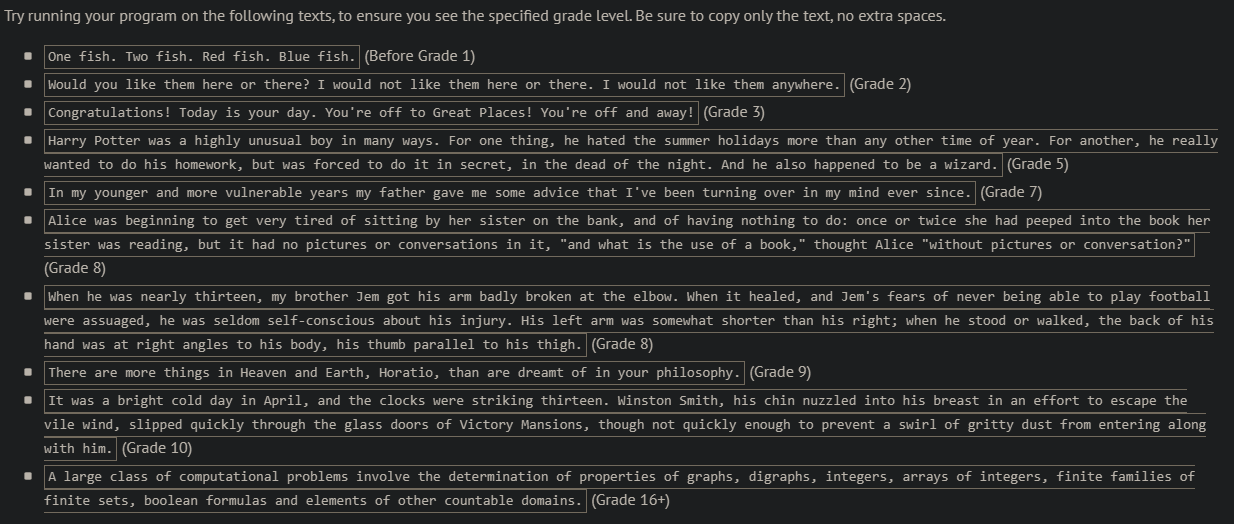 Try running your program on the following texts, to ensure you see the specified grade level. Be sure to copy only the text, no extra spaces.
One fish. Two fish. Red fish. Blue fish. (Before Grade 1)
Would you like them here or there? I would not like them here or there. I would not like them anywhere. (Grade 2)
Congratulations! Today is your day. You're off to Great Places! You're off and away! (Grade 3)
Harry Potter was a highly unusual boy in many ways. For one thing, he hated the summer holidays more than any other time of year. For another, he really
wanted to do his homework, but was forced to do it in secret, in the dead of the night. And he also happened to be a wizard. (Grade 5)
In my younger and more vulnerable years my father gave me some advice that I've been turning over in my mind ever since. (Grade 7)
Alice was beginning to get very tired of sitting by her sister on the bank, and of having nothing to do: once or twice she had peeped into the book her
sister was reading, but it had no pictures or conversations in it, "and what is the use of a book," thought Alice "without pictures or conversation?"
(Grade 8)
When he was nearly thirteen, my brother Jem got his arm badly broken at the elbow. When it healed, and Jem's fears of never being able to play football
were assuaged, he was seldom self-conscious about his injury. His left arm was somewhat shorter than his right; when he stood or walked, the back of his
hand was at right angles to his body, his thumb parallel to his thigh. (Grade 8)
There are more things in Heaven and Earth, Horatio, than are dreamt of in your philosophy. (Grade 9)
It was a bright cold day in April, and the clocks were striking thirteen. Winston Smith, his chin nuzzled into his breast in an effort to escape the
vile wind, slipped quickly through the glass doors of Victory Mansions, though not quickly enough to prevent a swirl of gritty dust from entering along
with him. (Grade 10)
A large class of computational problems involve the determination of properties of graphs, digraphs, integers, arrays of integers, finite families of
finite sets, boolean formulas and elements of other countable domains. (Grade 16+)